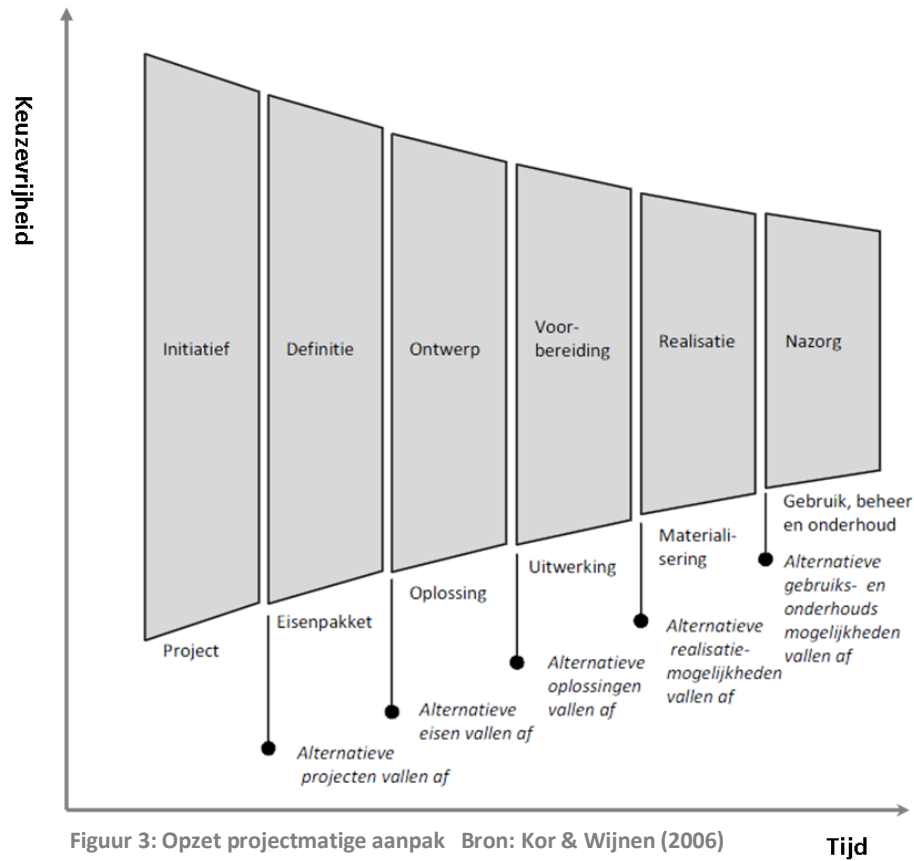 Keuzevrijheid
Initiatief
Definitie
Ontwerp
Voor-
bereiding
Realisatie
Nazorg
Project
Eisenpakket
Oplossing
Uitwerking
Materiali-
sering
Gebruik, beheer
en onderhoud
Alternatieve
projecten vallen af
Alternatieve
eisen vallen af
Alternatieve
oplossingen
vallen af
Alternatieve
realisatie-
mogelijkheden
vallen af
Alternatieve
gebruiks- en
onderhouds
mogelijkheden
vallen af
Figuur 3: Opzet projectmatige aanpak Bron: Kor & Wijnen (2006)
Tijd